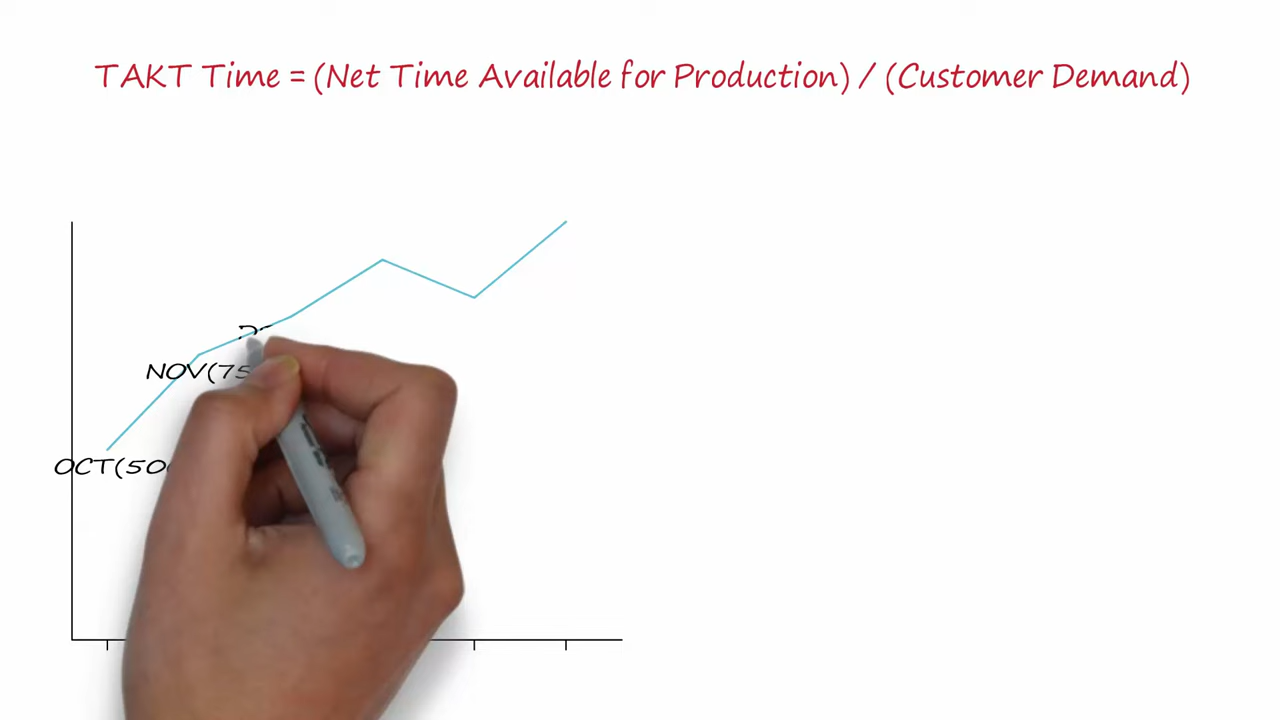 TAKT Time = (Net Time Available for Production) / (Customer Demand)
NOV(75
OCT(50